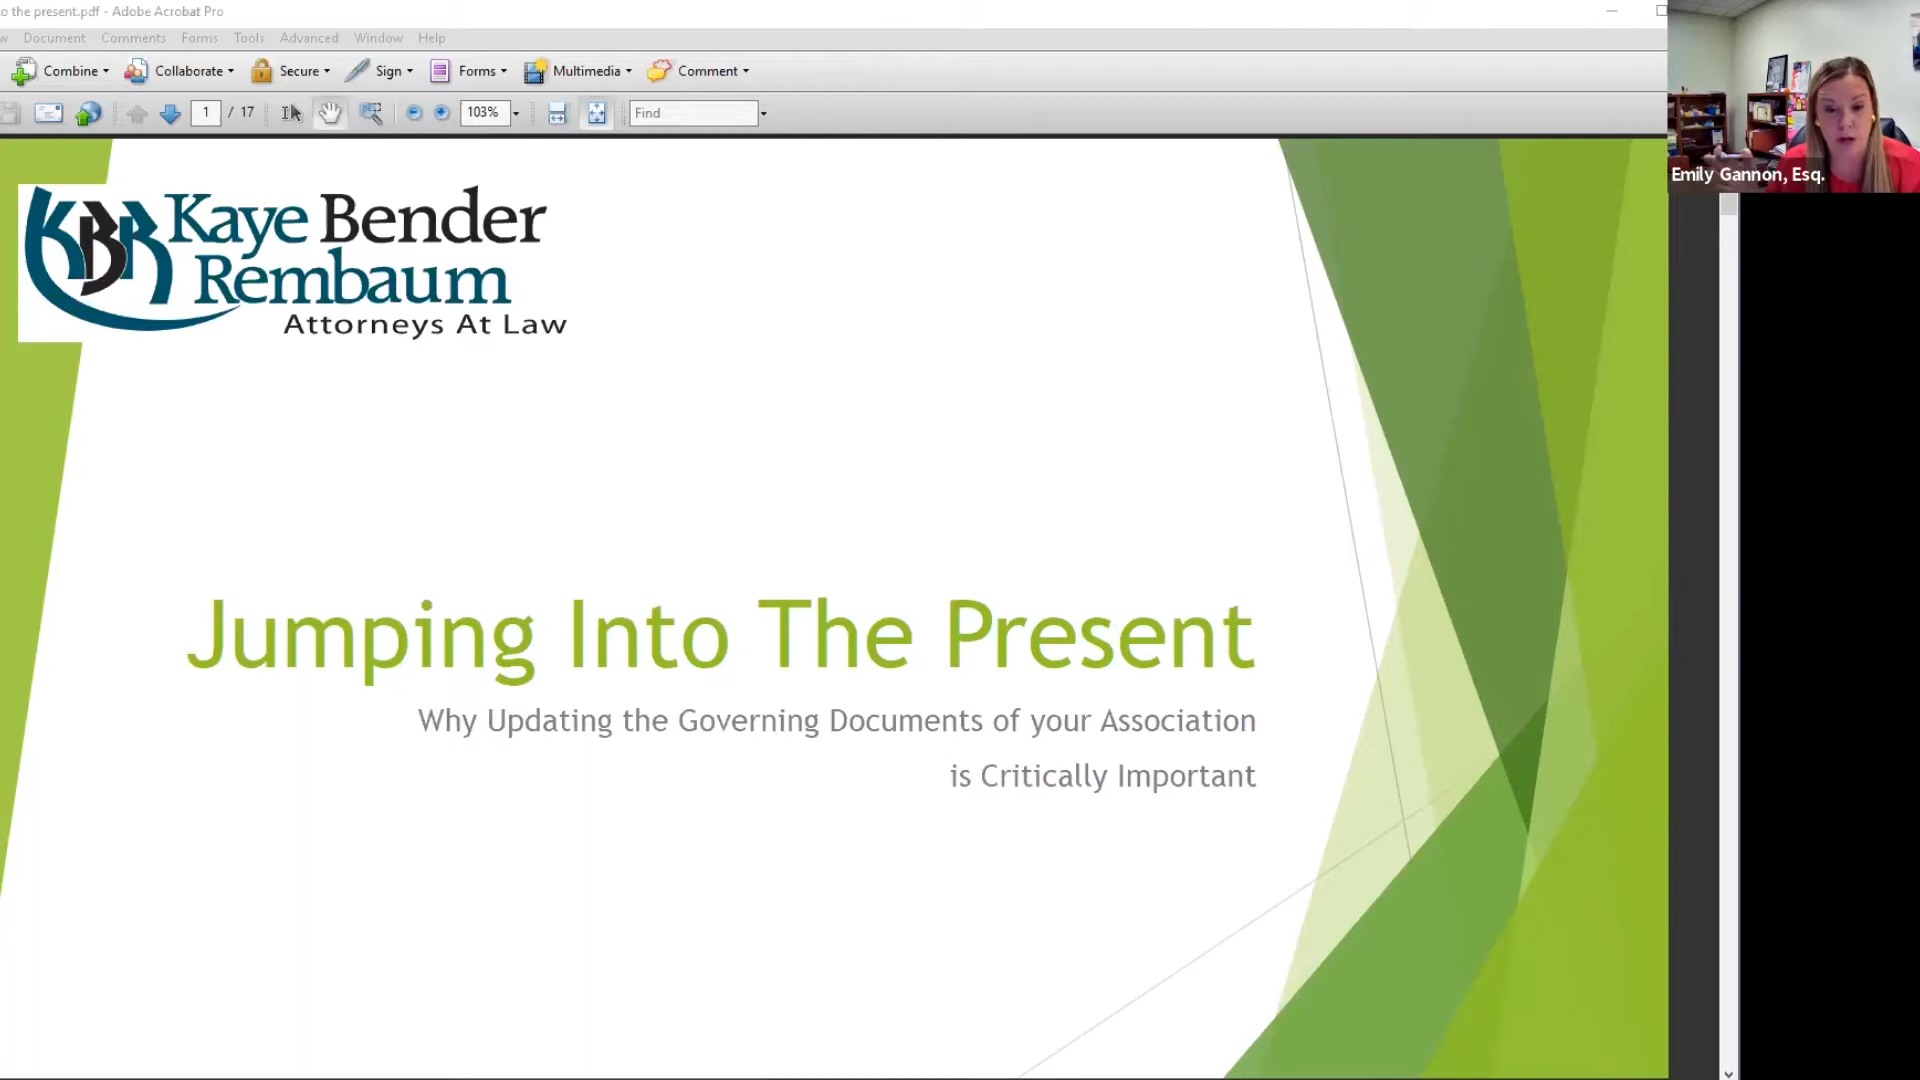 o the present.pdf - Adobe Acrobat Pro
w Document Comments Forms Tools Advanced Window Help
Combine Collaborate Secure Sign Forms Multimedia Comment
1 / 17 103% Find
Emily Gannon, Esq.
KBR Kaye Bender
Rembaum
Attorneys At Law
Jumping Into The Present
Why Updating the Governing Documents of your Association
is Critically Important